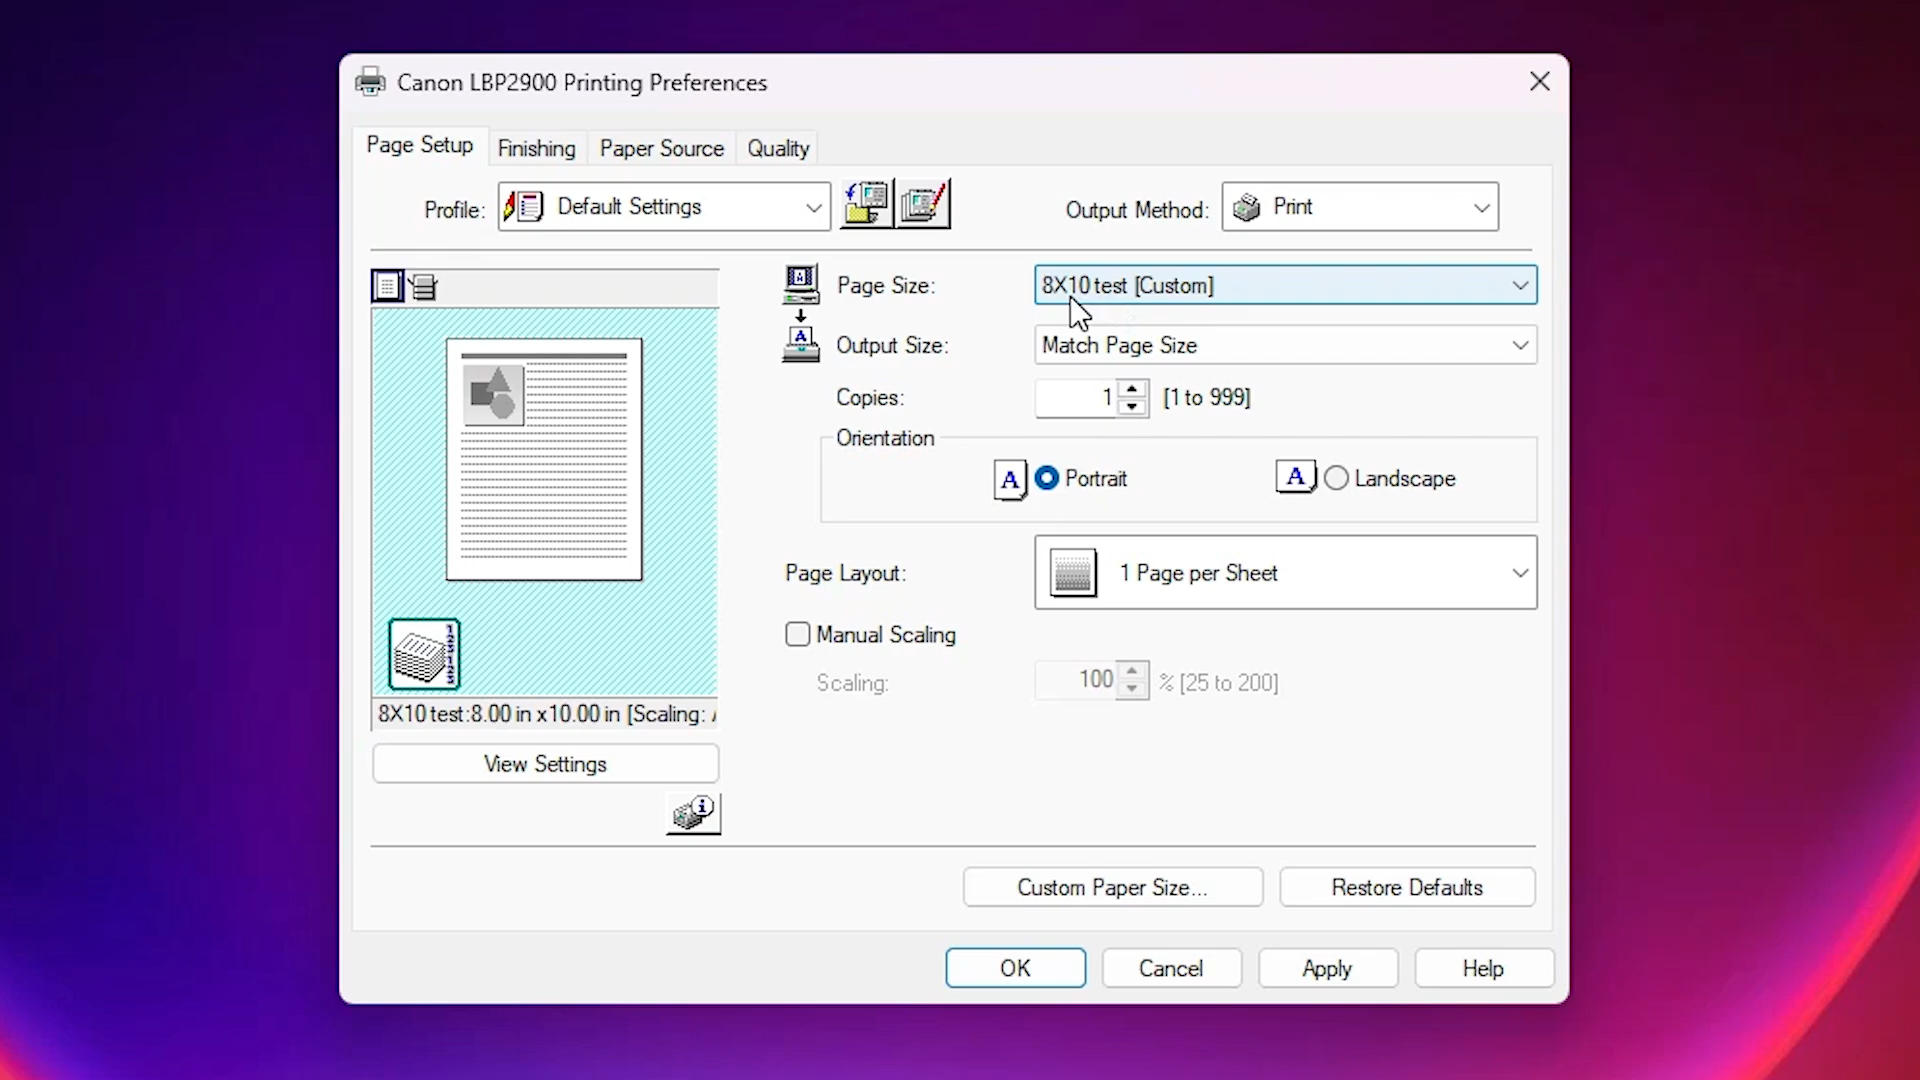 Canon LBP2900 Printing Preferences
Page Setup
Finishing
Paper Source
Quality
Profile:
Default Settings
Output Method:
Print
Page Size:
8X10 test [Custom]
Output Size:
Match Page Size
Copies:
1
[1 to 999]
Orientation
A
Portrait
A
Landscape
Page Layout:
1 Page per Sheet
Manual Scaling
Scaling:
100
% [25 to 200]
8X10 test:8.00 in x10.00 in [Scaling:
View Settings
Custom Paper Size...
Restore Defaults
OK
Cancel
Apply
Help